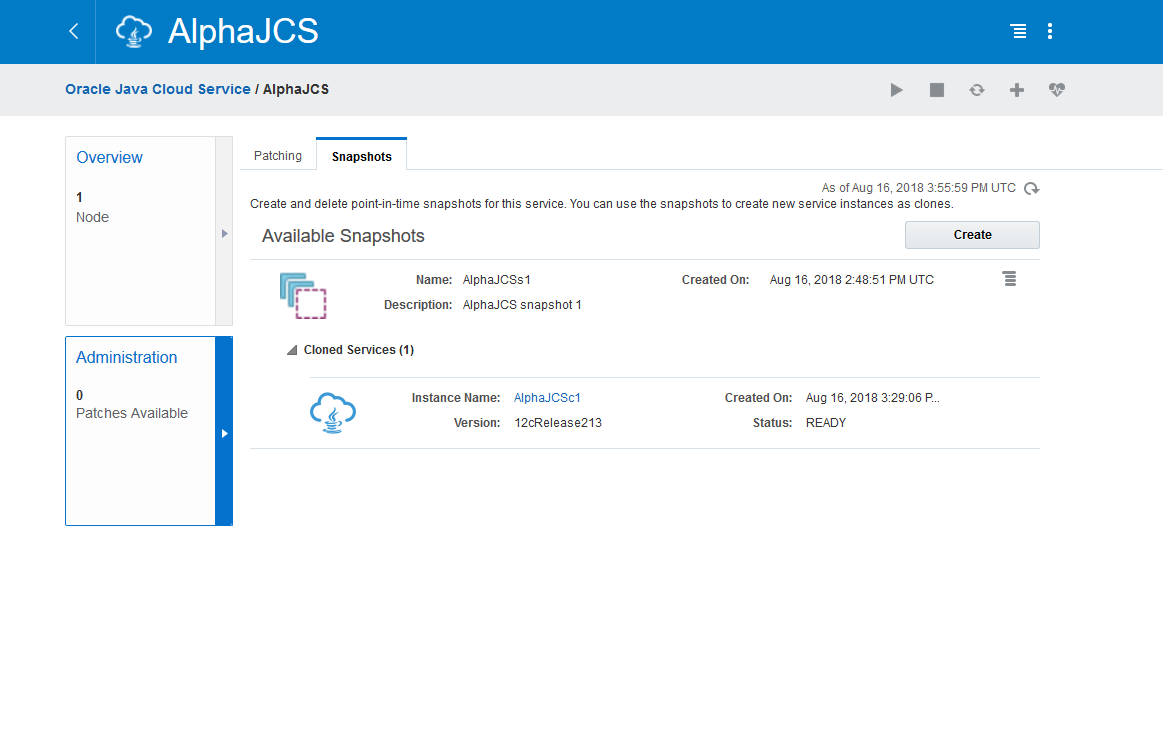 AlphaJCS
Oracle Java Cloud Service / AlphaJCS
Overview
1
Node
Administration
0
Patches Available
Patching
Snapshots
As of Aug 16, 2018 3:55:59 PM UTC
Create and delete point-in-time snapshots for this service. You can use the snapshots to create new service instances as clones.
Available Snapshots
Create
Name: AlphaJCSs1 Created On: Aug 16, 2018 2:48:51 PM UTC
Description: AlphaJCS snapshot 1
Cloned Services (1)
Instance Name: AlphaJCSc1 Created On: Aug 16, 2018 3:29:06 P...
Version: 12cRelease213 Status: READY